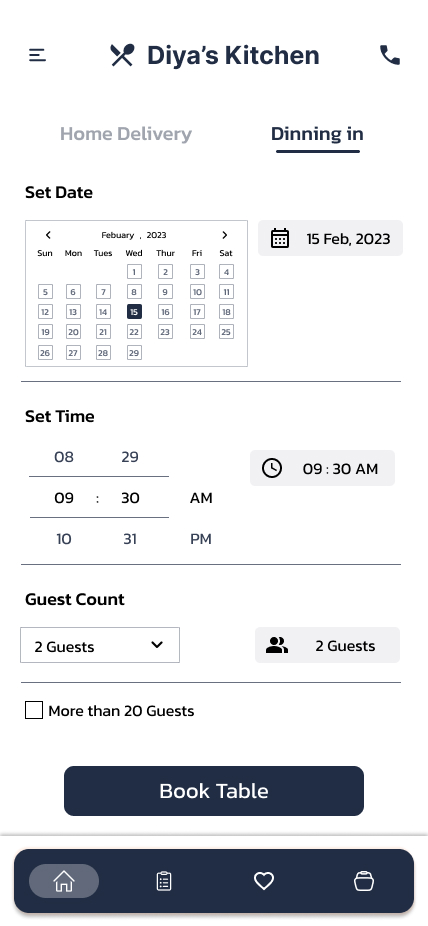 Diya's Kitchen
Home Delivery Dinning in
Set Date
Febuary , 2023
15 Feb, 2023
Sun Mon Tues Wed Thur Fri Sat
1 2 3 4
5 6 7 8 9 10 11
12 13 14 15 16 17 18
19 20 21 22 23 24 25
26 27 28 29
Set Time
08 29
09 : 30 AM
09 : 30 AM
10 31 PM
Guest Count
2 Guests
2 Guests
More than 20 Guests
Book Table